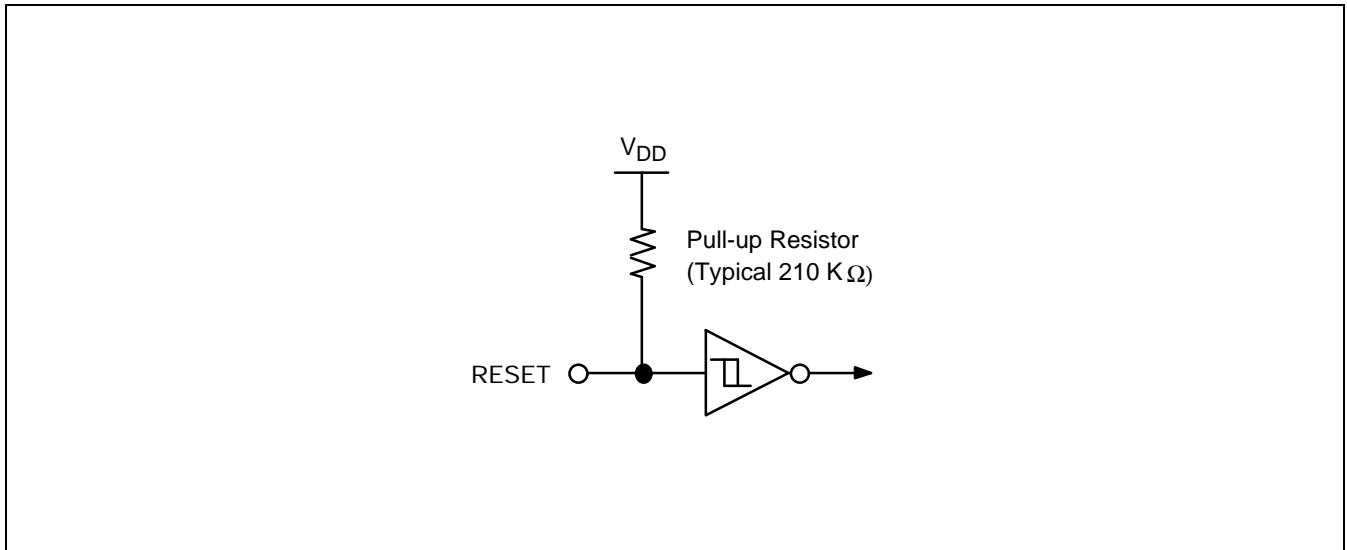 VDD
Pull-up Resistor
(Typical 210 KΩ)
RESET